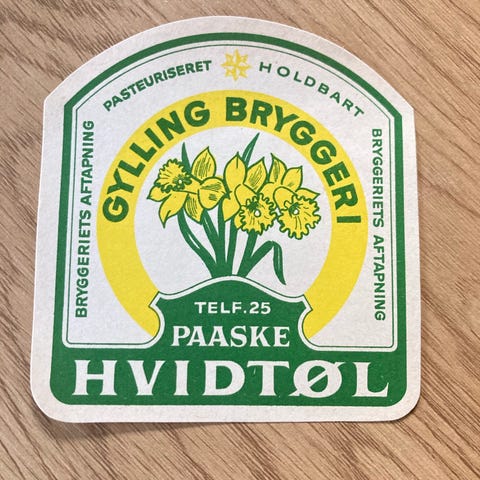 PASTEURISERET HOLDBART
BRYGGERIETS AFTAPNING
GYLLING BRYGGERI
BRYGGERIETS AFTAPNING
TELF. 25
PAASKE
HVIDTØL